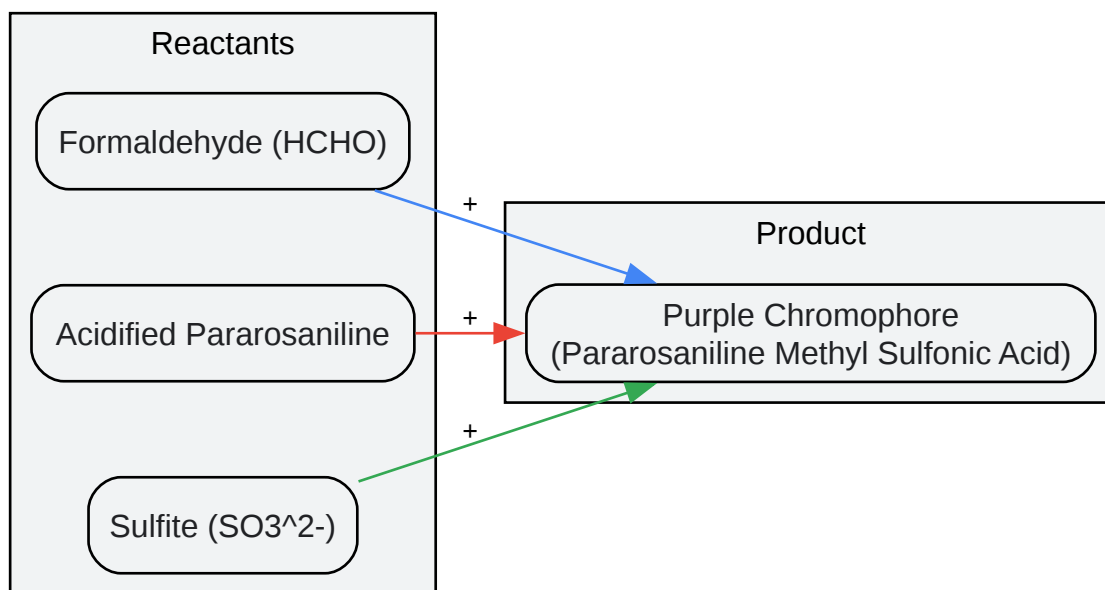 Reactants
Formaldehyde (HCHO)
+
Product
Acidified Pararosaniline
+
Purple Chromophore
(Pararosaniline Methyl Sulfonic Acid)
+
Sulfite (SO3^2-)